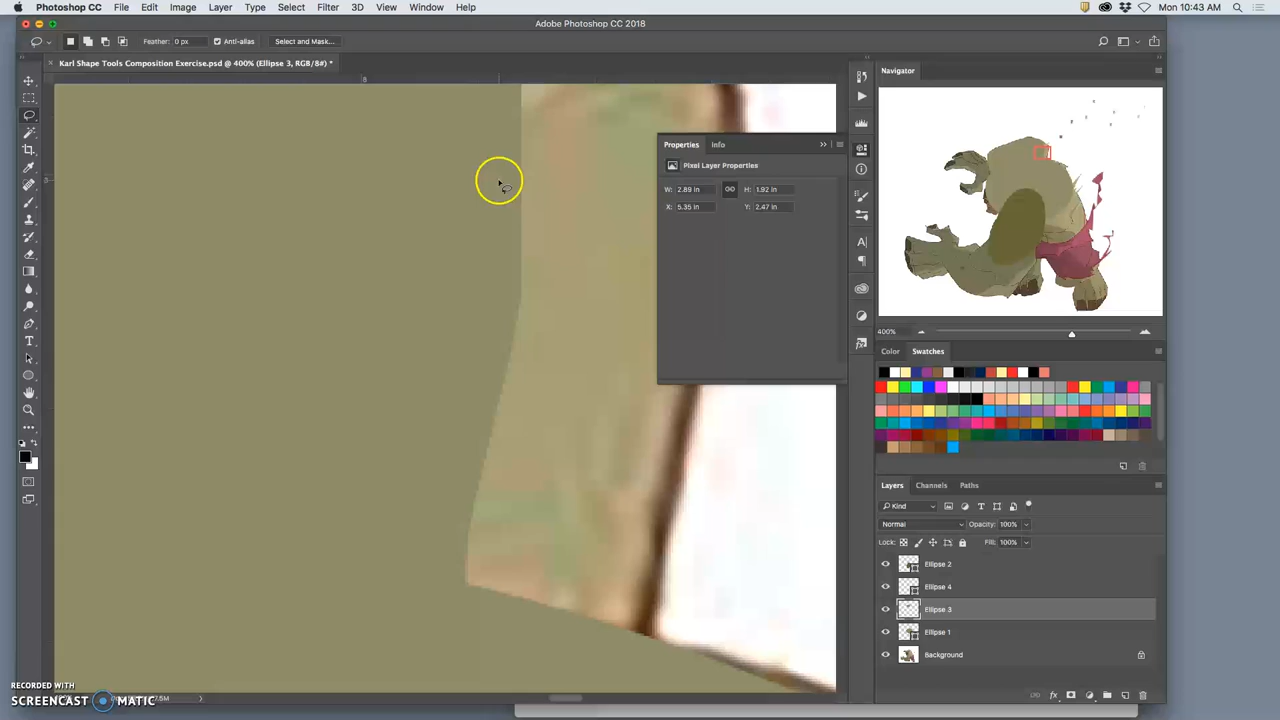 Photoshop CC File Edit Image Layer Type Select Filter 3D View Window Help
Mon 10:43 AM
Adobe Photoshop CC 2018
Feather: 0 px Anti-alias Select and Mask...
Karl Shape Tools Composition Exercise.psd @ 400% (Ellipse 3, RGB/8#) *
8
Navigator
Properties Info
Pixel Layer Properties
W: 2.89 in H: 1.92 in
X: 5.35 in Y: 2.47 in
400%
Color Swatches
Layers Channels Paths
Kind
Normal Opacity: 100%
Lock: Fill: 100%
Ellipse 2
Ellipse 4
Ellipse 3
Ellipse 1
Background
RECORDED WITH
SCREENCAST MATIC